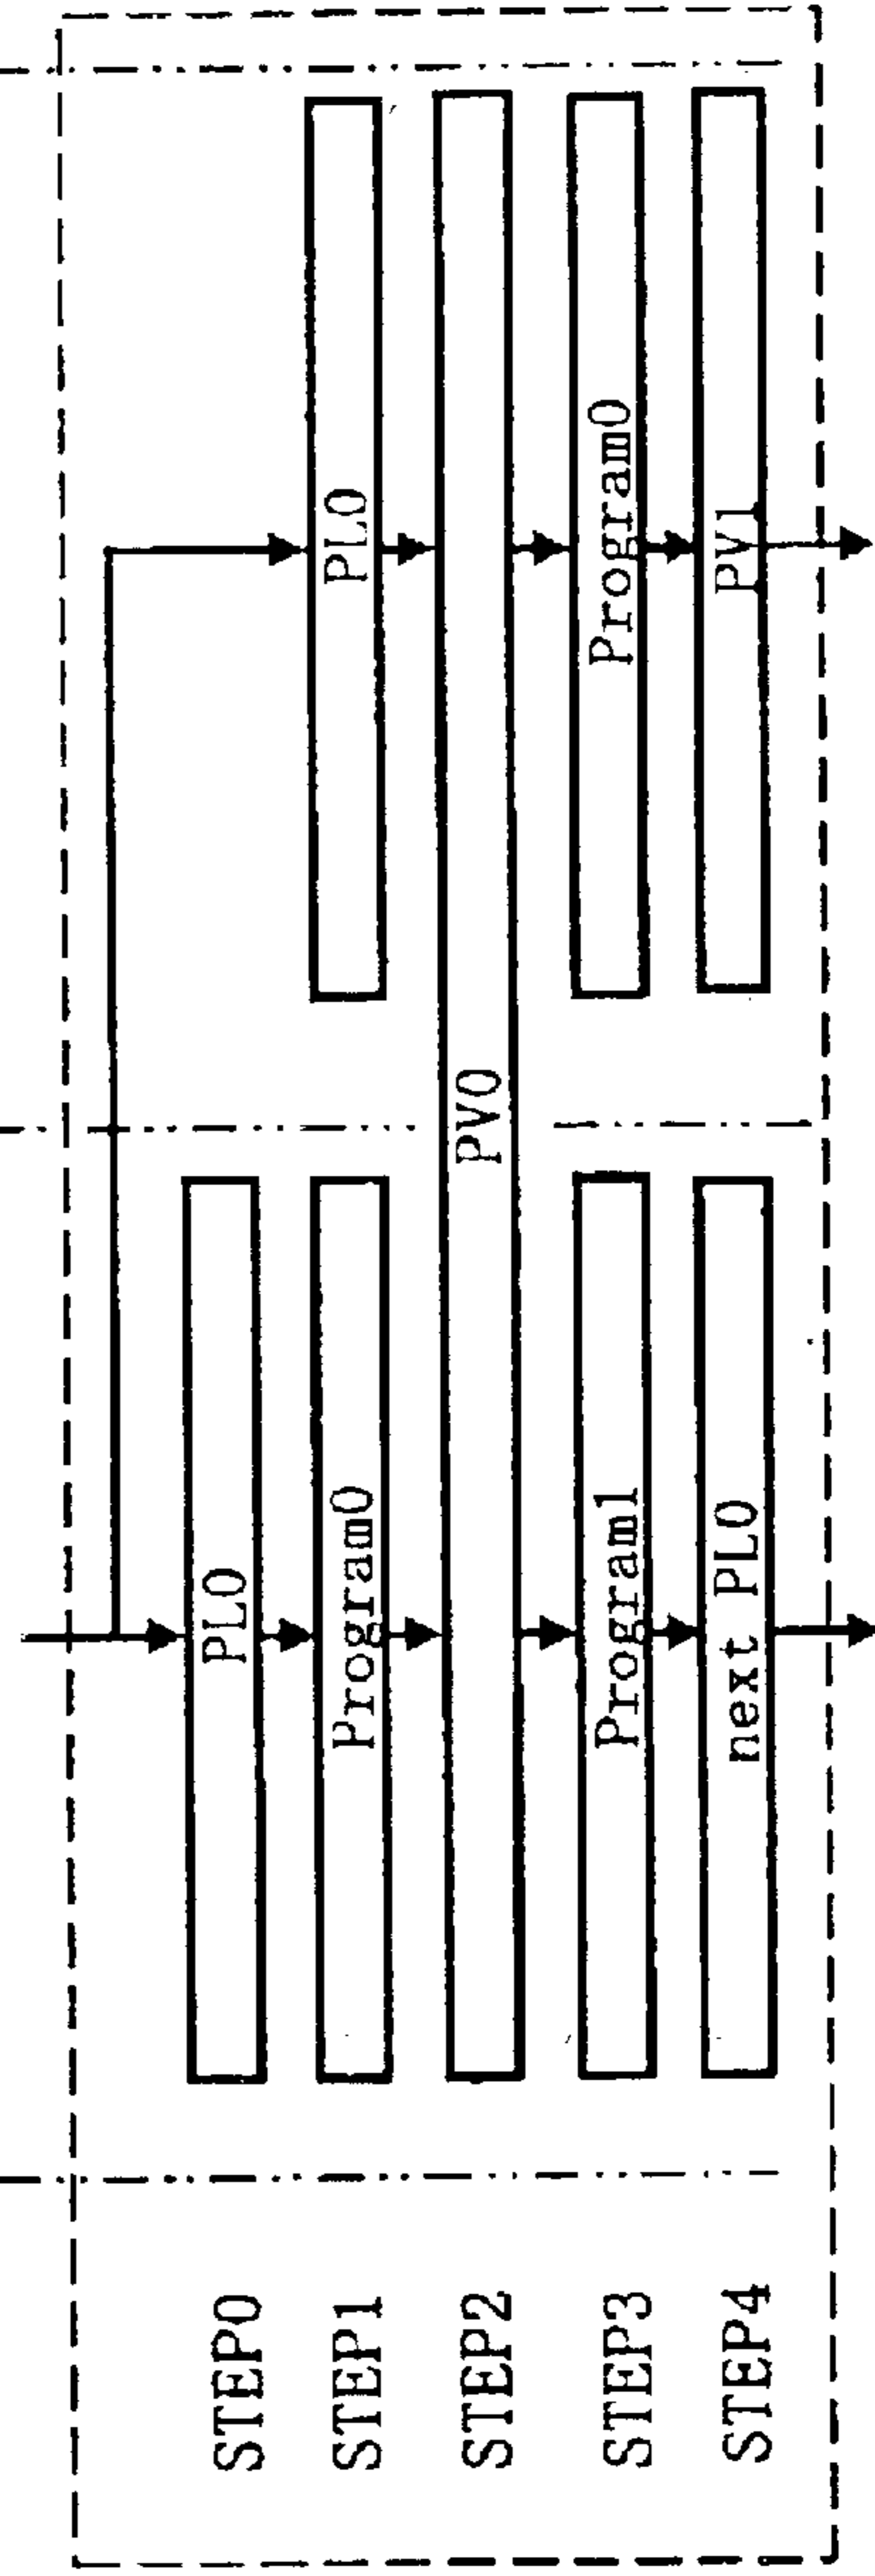 STEP0 PL0
STEP1 Program0 PL0
STEP2 PV0
STEP3 Program1 Program0
STEP4 next PL0 PV1